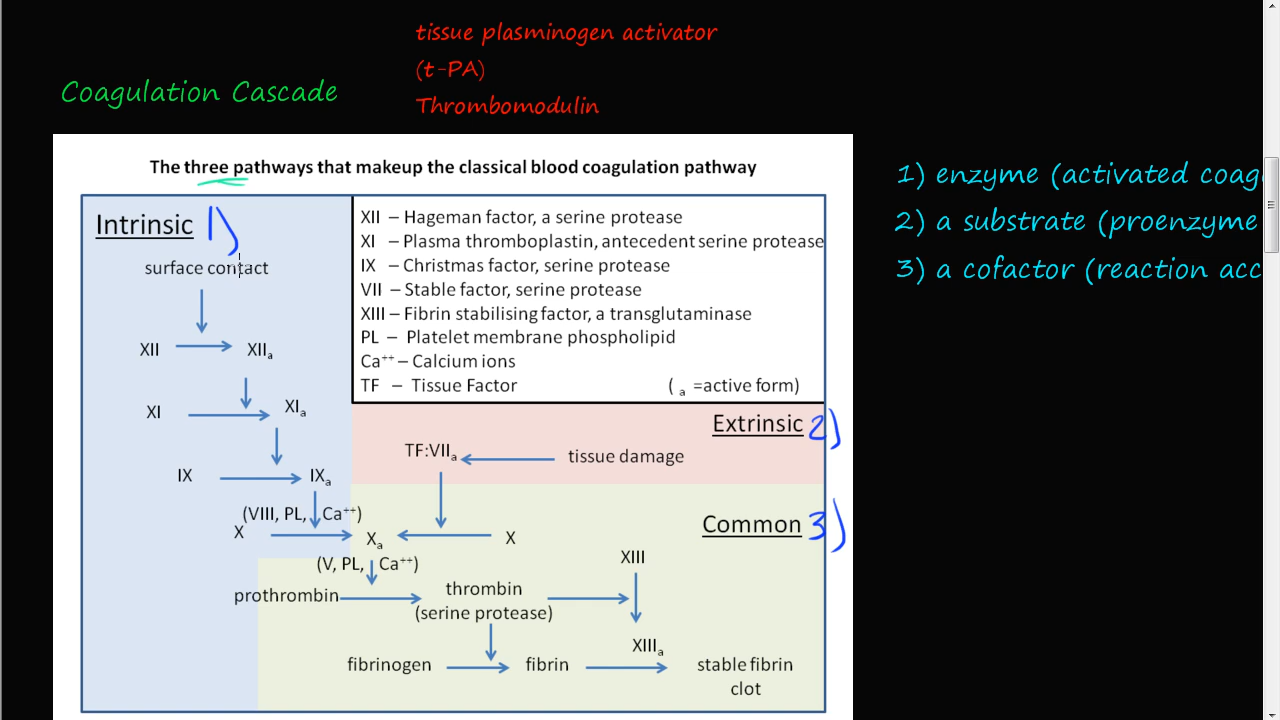 tissue plasminogen activator
(t-PA)
Thrombomodulin
Coagulation Cascade
The three pathways that makeup the classical blood coagulation pathway
1) enzyme (activated coag
2) a substrate (proenzyme
3) a cofactor (reaction acc
Intrinsic 1)
surface contact
XII
XIIa
XI
XIa
IX
IXa
(VIII, PL, Ca++)
X
Xa
X
XII – Hageman factor, a serine protease
XI – Plasma thromboplastin, antecedent serine protease
IX – Christmas factor, serine protease
VII – Stable factor, serine protease
XIII – Fibrin stabilising factor, a transglutaminase
PL – Platelet membrane phospholipid
Ca++ – Calcium ions
TF – Tissue Factor ( a =active form)
Extrinsic 2)
TF:VIIa
tissue damage
Common 3)
(V, PL, Ca++)
XIII
prothrombin
thrombin
(serine protease)
XIIIa
fibrinogen
fibrin
stable fibrin
clot